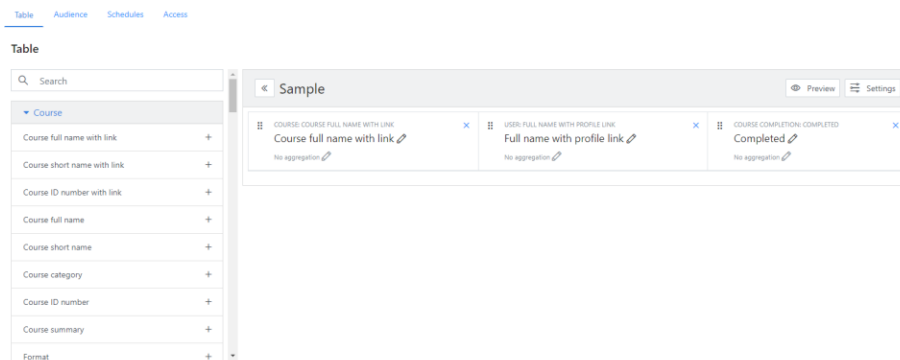 Table Audience Schedules Access
Table
Search
Course
Course full name with link
Course short name with link
Course ID number with link
Course full name
Course short name
Course category
Course ID number
Course summary
Format
Sample
Preview Settings
COURSE: COURSE FULL NAME WITH LINK
Course full name with link
No aggregation
USER: FULL NAME WITH PROFILE LINK
Full name with profile link
No aggregation
COURSE COMPLETION: COMPLETED
Completed
No aggregation